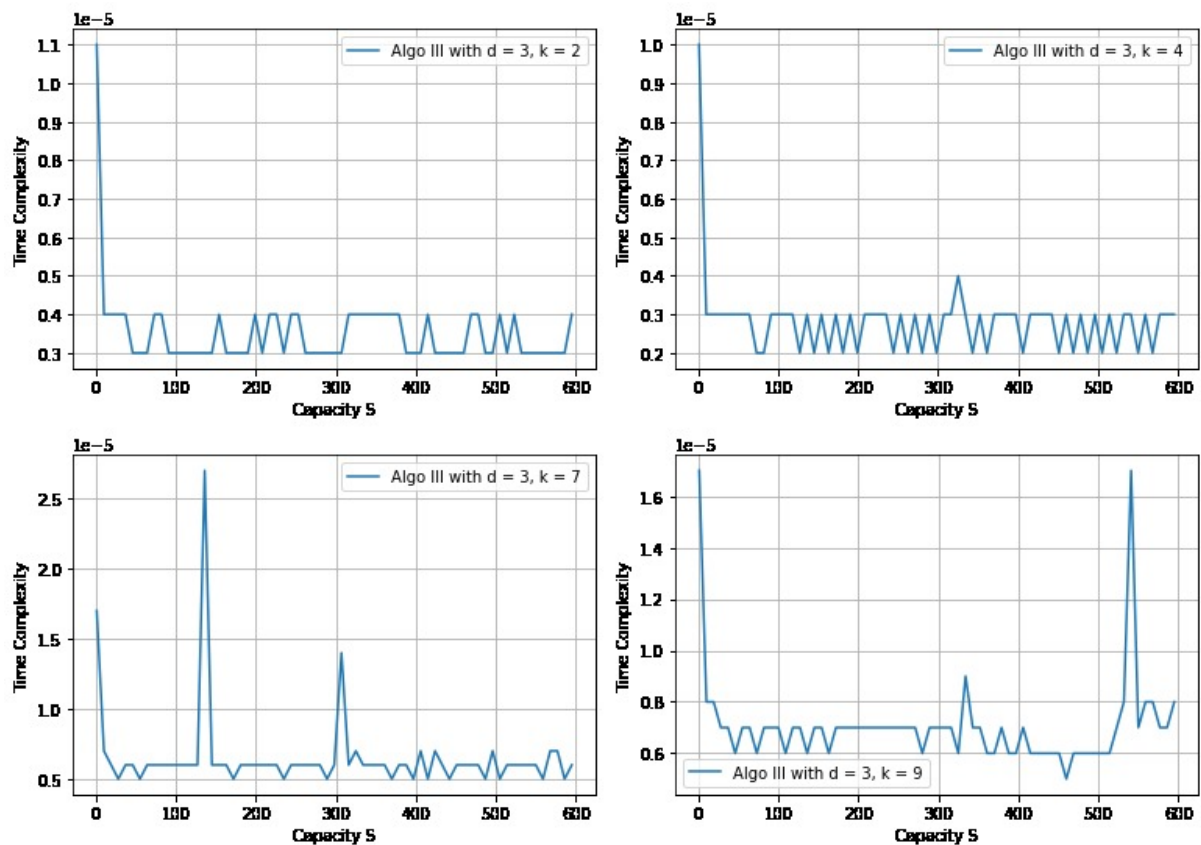 1e−5
Algo III with d = 3, k = 2
1.1
1.0
0.9
0.8
0.7
0.6
0.5
0.4
0.3
Time Complexity
0 100 200 300 400 500 600
Capacity S
1e−5
Algo III with d = 3, k = 4
1.0
0.9
0.8
0.7
0.6
0.5
0.4
0.3
0.2
Time Complexity
0 100 200 300 400 500 600
Capacity S
1e−5
Algo III with d = 3, k = 7
2.5
2.0
1.5
1.0
0.5
Time Complexity
0 100 200 300 400 500 600
Capacity S
1e−5
1.6
1.4
1.2
1.0
0.8
0.6
Time Complexity
Algo III with d = 3, k = 9
0 100 200 300 400 500 600
Capacity S